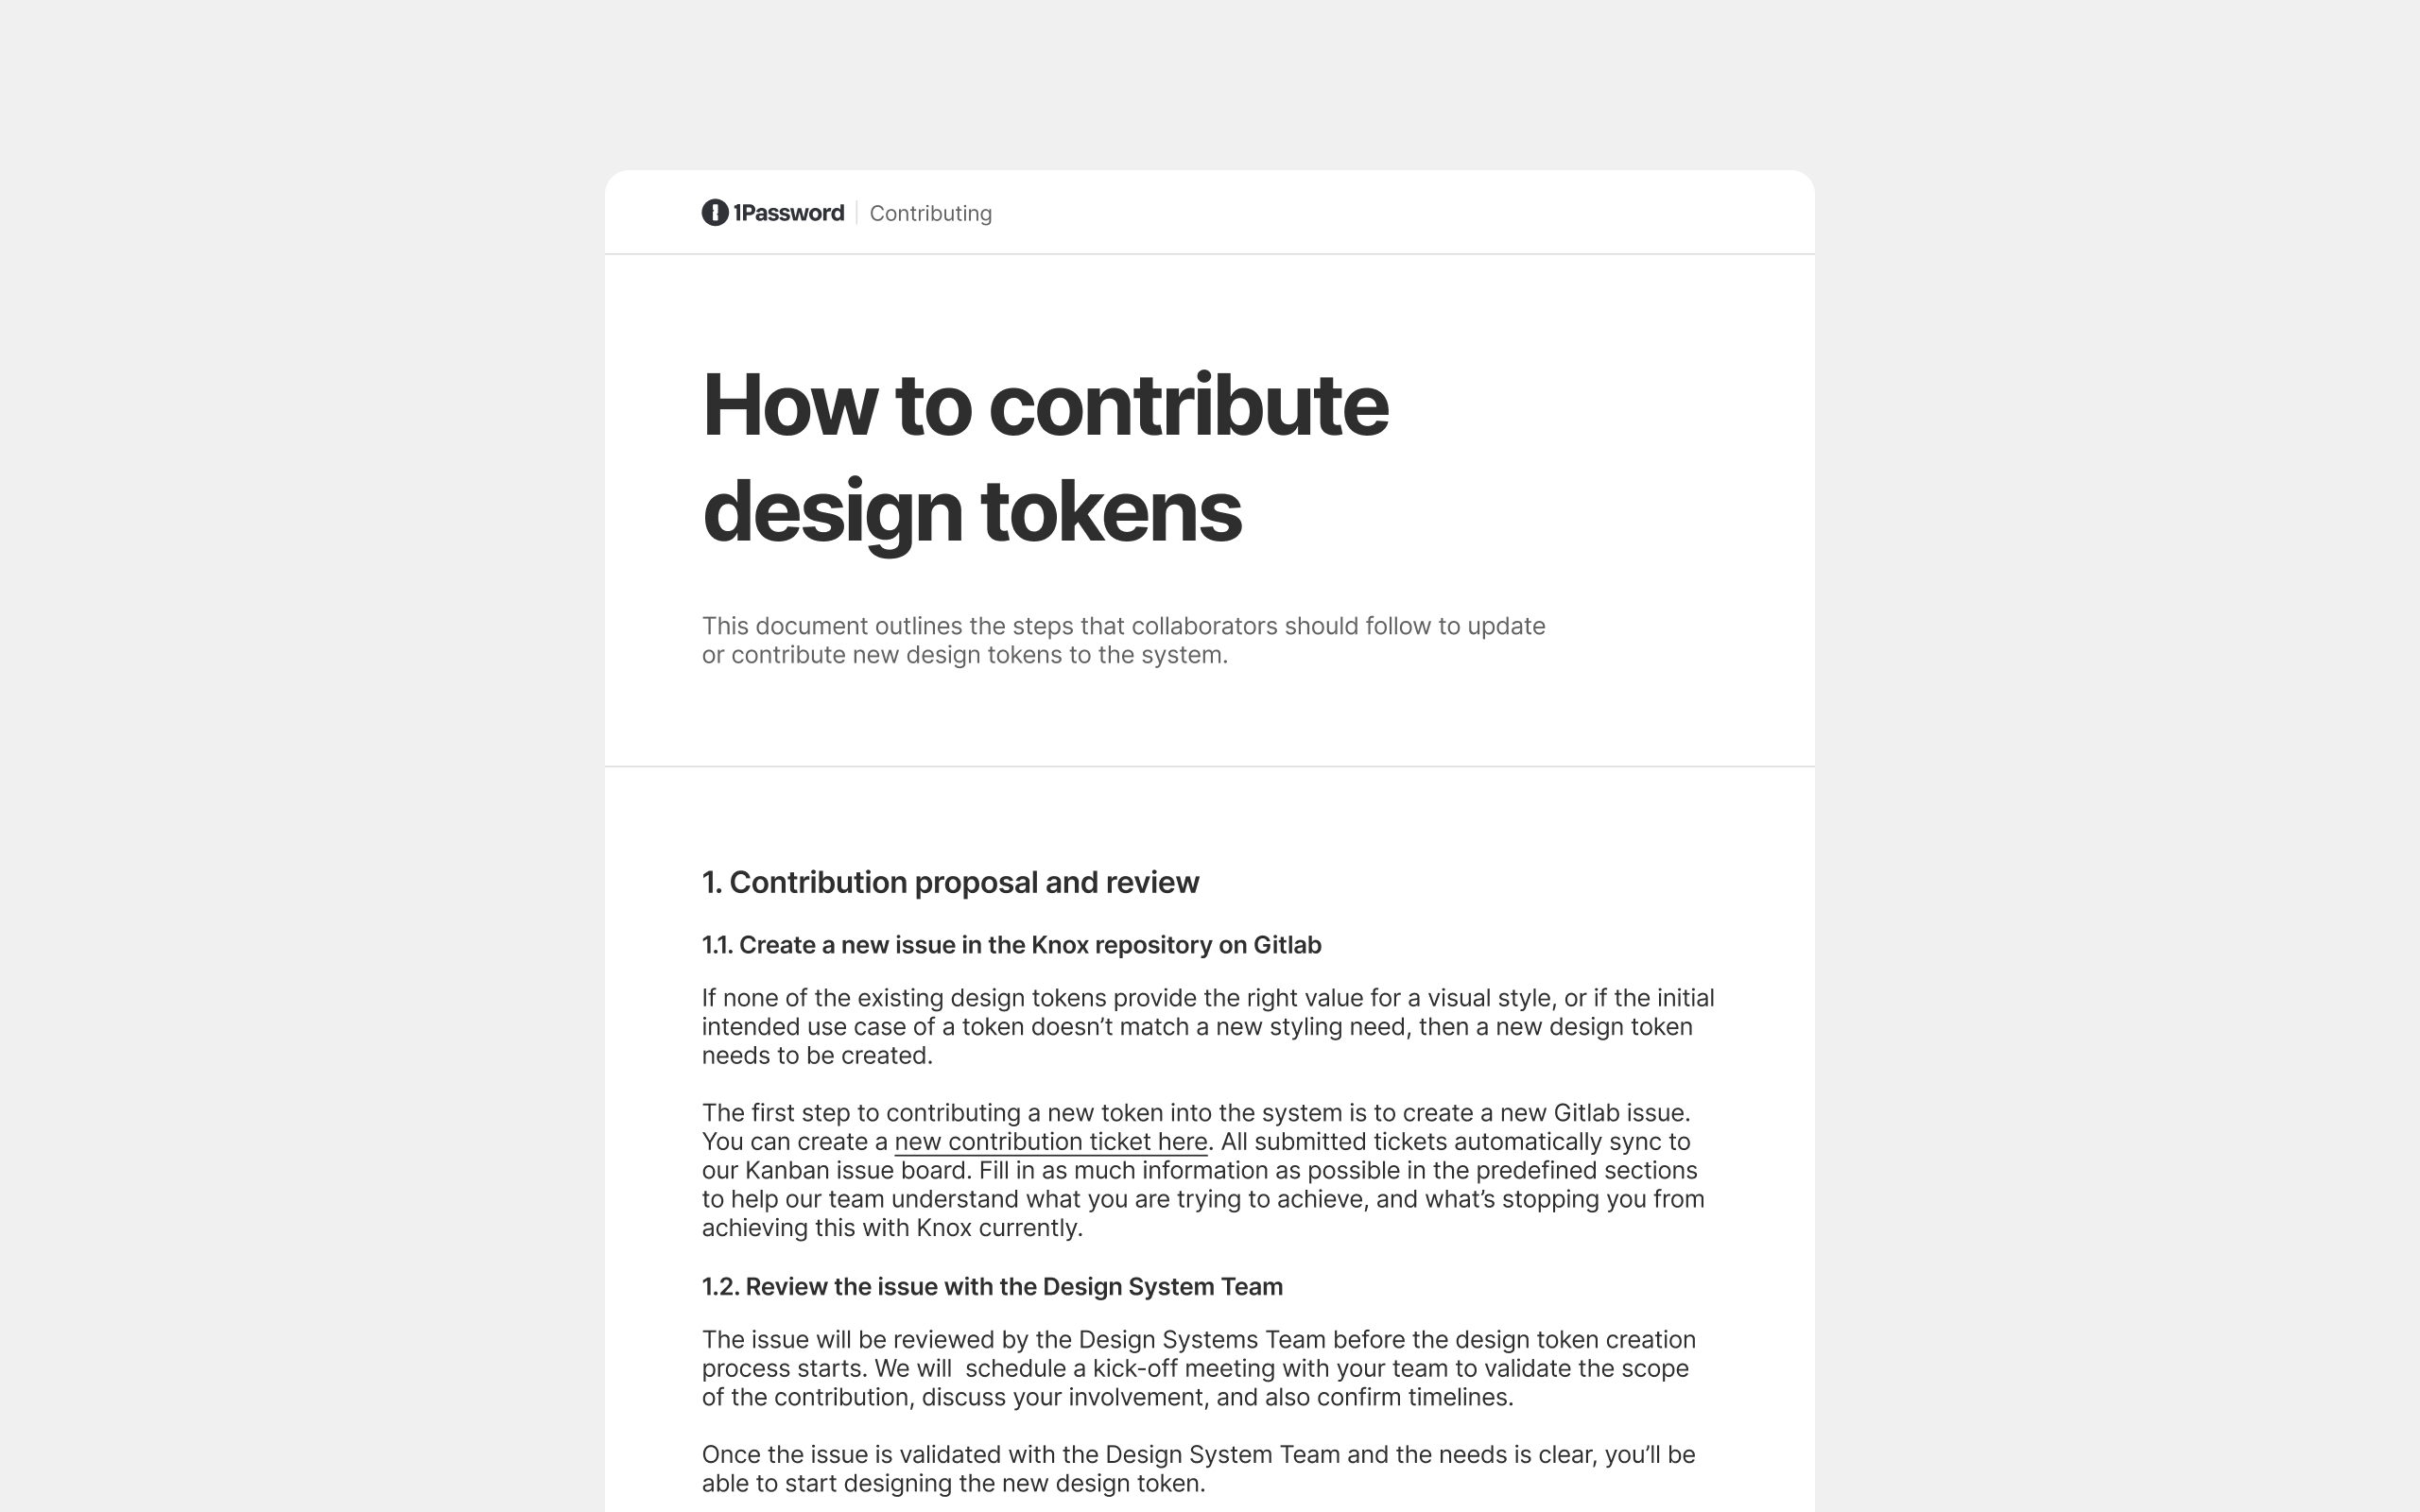 1Password Contributing
How to contribute
design tokens
This document outlines the steps that collaborators should follow to update
or contribute new design tokens to the system.
1. Contribution proposal and review
1.1. Create a new issue in the Knox repository on Gitlab
If none of the existing design tokens provide the right value for a visual style, or if the initial
intended use case of a token doesn’t match a new styling need, then a new design token
needs to be created.
The first step to contributing a new token into the system is to create a new Gitlab issue.
You can create a new contribution ticket here. All submitted tickets automatically sync to
our Kanban issue board. Fill in as much information as possible in the predefined sections
to help our team understand what you are trying to achieve, and what’s stopping you from
achieving this with Knox currently.
1.2. Review the issue with the Design System Team
The issue will be reviewed by the Design Systems Team before the design token creation
process starts. We will  schedule a kick-off meeting with your team to validate the scope
of the contribution, discuss your involvement, and also confirm timelines.
Once the issue is validated with the Design System Team and the needs is clear, you’ll be
able to start designing the new design token.